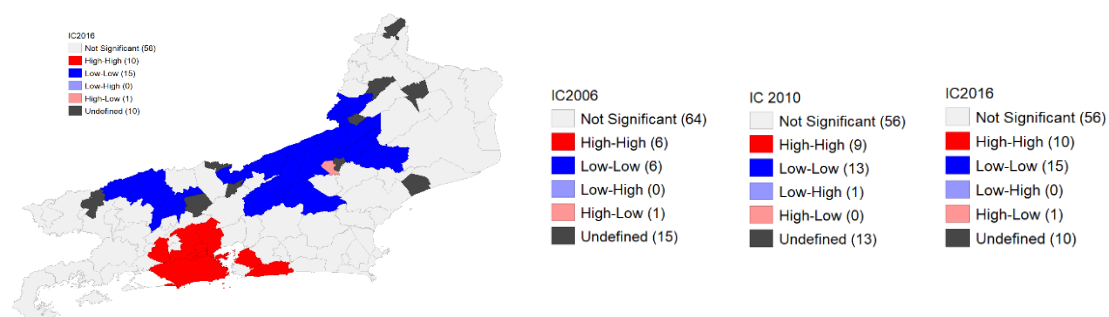 IC2016
Not Significant (56)
High-High (10)
Low-Low (15)
Low-High (0)
High-Low (1)
Undefined (10)
IC2006
Not Significant (64)
High-High (6)
Low-Low (6)
Low-High (0)
High-Low (1)
Undefined (15)
IC 2010
Not Significant (56)
High-High (9)
Low-Low (13)
Low-High (1)
High-Low (0)
Undefined (13)
IC2016
Not Significant (56)
High-High (10)
Low-Low (15)
Low-High (0)
High-Low (1)
Undefined (10)